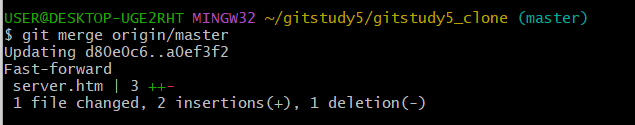 USER@DESKTOP-UGE2RHT MINGW32 ~/gitstudy5/gitstudy5_clone (master)
$ git merge origin/master
Updating d80e0c6..a0ef3f2
Fast-forward
 server.htm | 3 ++-
 1 file changed, 2 insertions(+), 1 deletion(-)